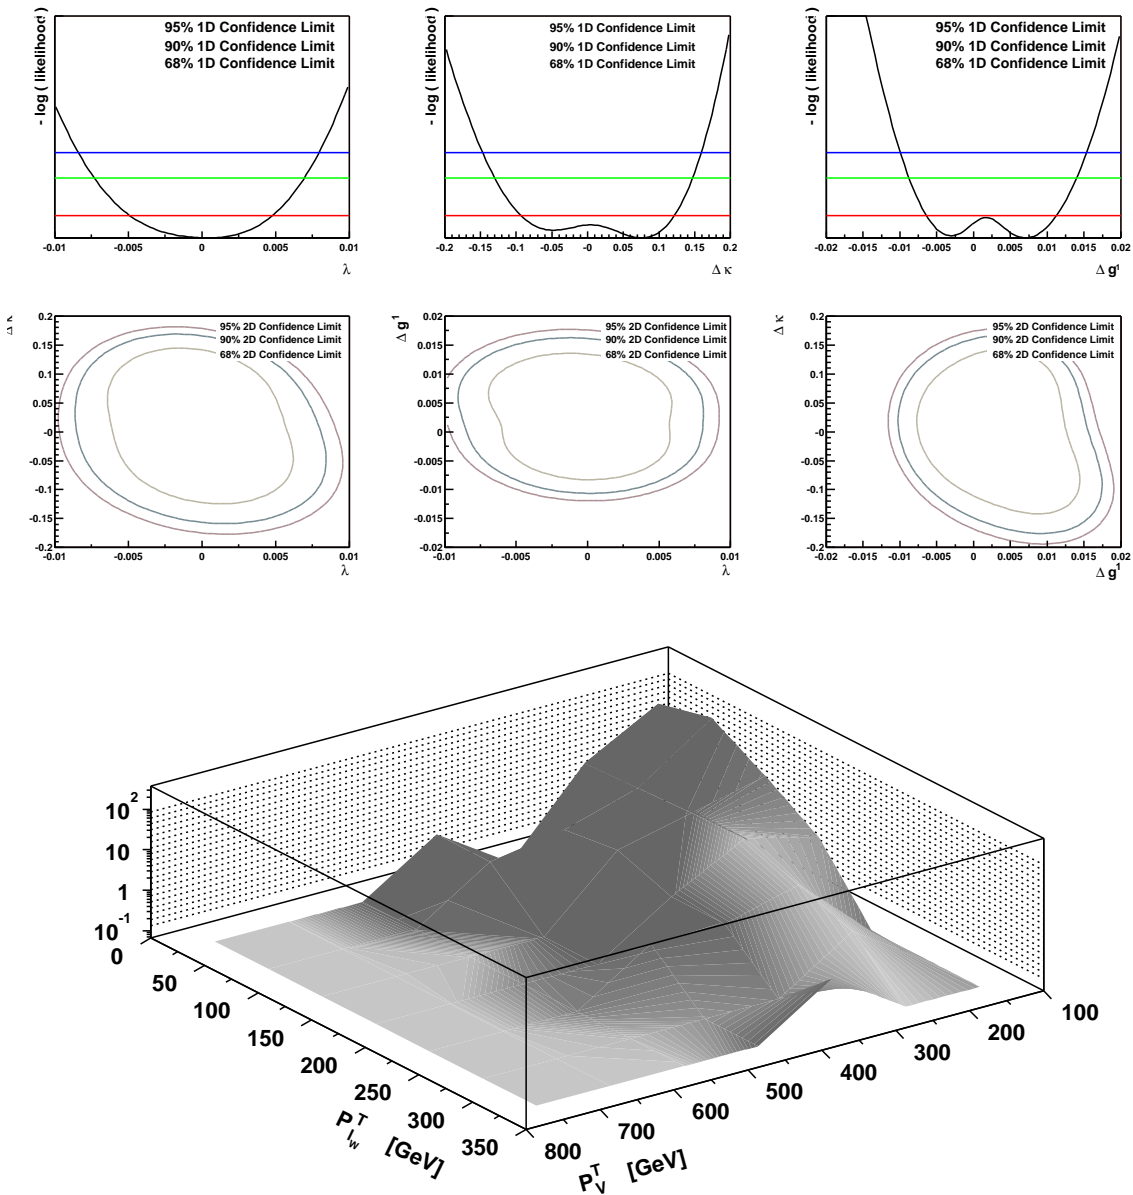 - log ( likelihood )
95% 1D Confidence Limit
90% 1D Confidence Limit
68% 1D Confidence Limit
-0.01 -0.005 0 0.005 0.01
λ
- log ( likelihood )
95% 1D Confidence Limit
90% 1D Confidence Limit
68% 1D Confidence Limit
-0.2 -0.15 -0.1 -0.05 0 0.05 0.1 0.15 0.2
Δ κ
- log ( likelihood )
95% 1D Confidence Limit
90% 1D Confidence Limit
68% 1D Confidence Limit
-0.02 -0.015 -0.01 -0.005 0 0.005 0.01 0.015 0.02
Δ g¹
Δ κ
95% 2D Confidence Limit
90% 2D Confidence Limit
68% 2D Confidence Limit
0.2
0.15
0.1
0.05
-0
-0.05
-0.1
-0.15
-0.2
-0.01 -0.005 0 0.005 0.01
λ
Δ g¹
95% 2D Confidence Limit
90% 2D Confidence Limit
68% 2D Confidence Limit
0.02
0.015
0.01
0.005
0
0.005
-0.01
0.015
-0.02
-0.01 -0.005 0 0.005 0.01
λ
Δ κ
95% 2D Confidence Limit
90% 2D Confidence Limit
68% 2D Confidence Limit
0.2
0.15
0.1
0.05
-0
-0.05
-0.1
-0.15
-0.2
-0.02 -0.015 -0.01 -0.005 0 0.005 0.01 0.015 0.02
Δ g¹
10²
10
1
10⁻¹
0 50 100 150 200 250 300 350
P_{l_w}^T [GeV]
800 700 600 500 400 300 200 100
P_V^T [GeV]